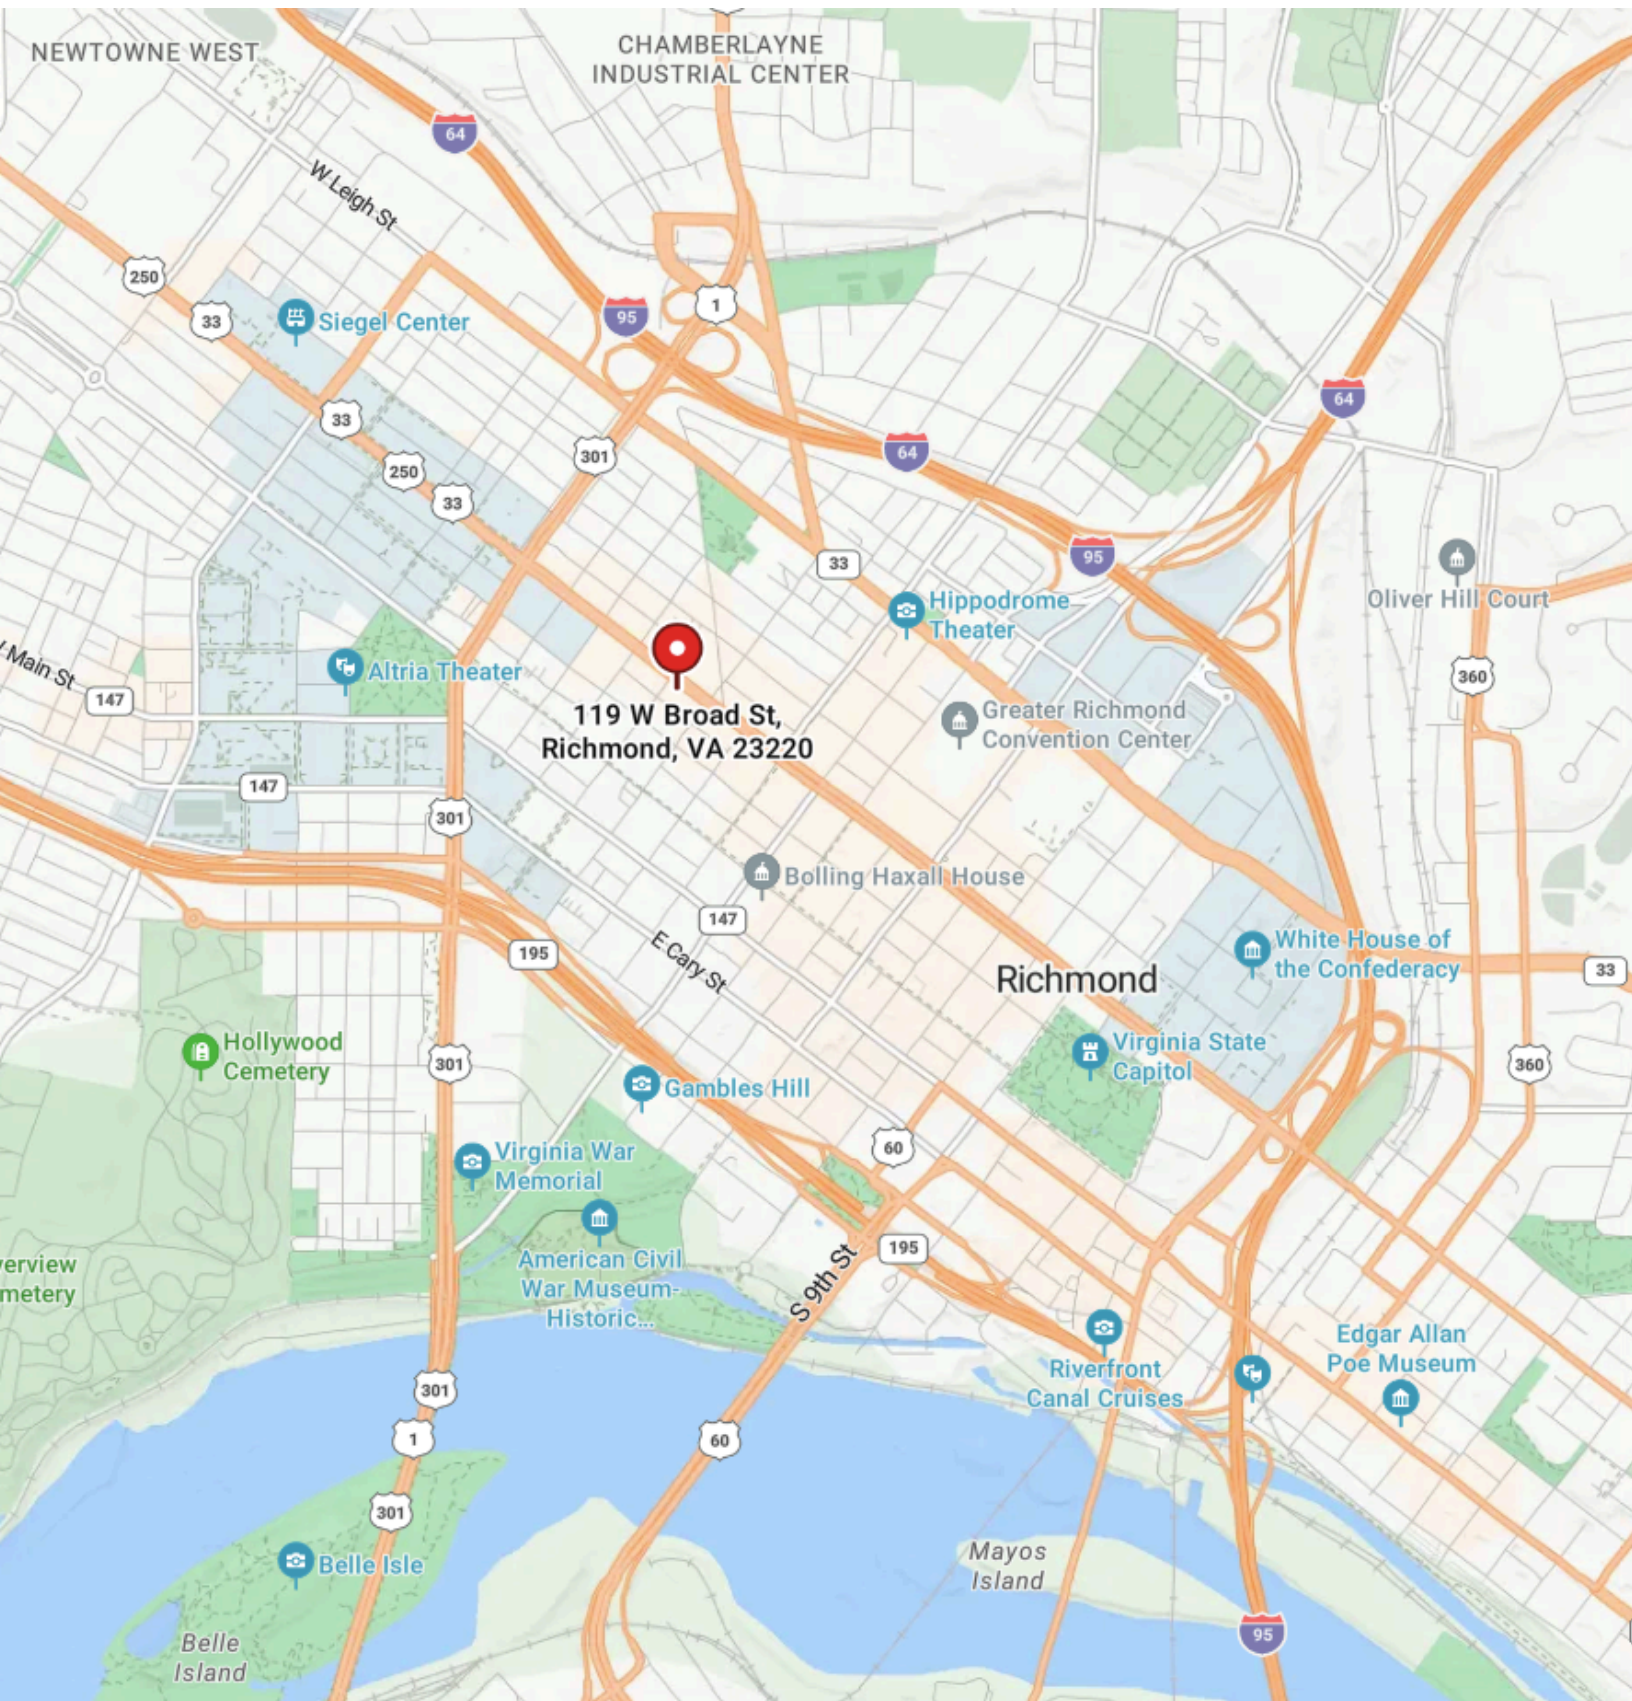 NEWTOWNE WEST
CHAMBERLAYNE
INDUSTRIAL CENTER
64
W Leigh St
250
33
Siegel Center
95
1
33
301
64
64
250
33
33
95
Oliver Hill Court
Hippodrome
Theater
Main St
147
Altria Theater
119 W Broad St,
Richmond, VA 23220
Greater Richmond
Convention Center
360
147
301
Bolling Haxall House
147
195
E Cary St
Richmond
White House of
the Confederacy
33
Hollywood
Cemetery
301
Gambles Hill
Virginia State
Capitol
360
60
Virginia War
Memorial
American Civil
War Museum-
Historic...
195
S 9th St
verview
metery
Riverfront
Canal Cruises
Edgar Allan
Poe Museum
301
1
60
301
Belle Isle
Mayos
Island
Belle
Island
95